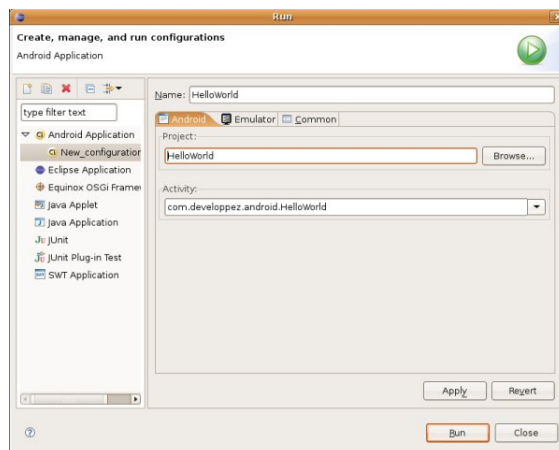 Run
Create, manage, and run configurations
Android Application
type filter text
Android Application
New_configuration
Eclipse Application
Equinox OSGi Framew
Java Applet
Java Application
JUnit
JUnit Plug-in Test
SWT Application
Name: HelloWorld
Android Emulator Common
Project:
HelloWorld Browse...
Activity:
com.developpez.android.HelloWorld
Apply Revert
Run Close